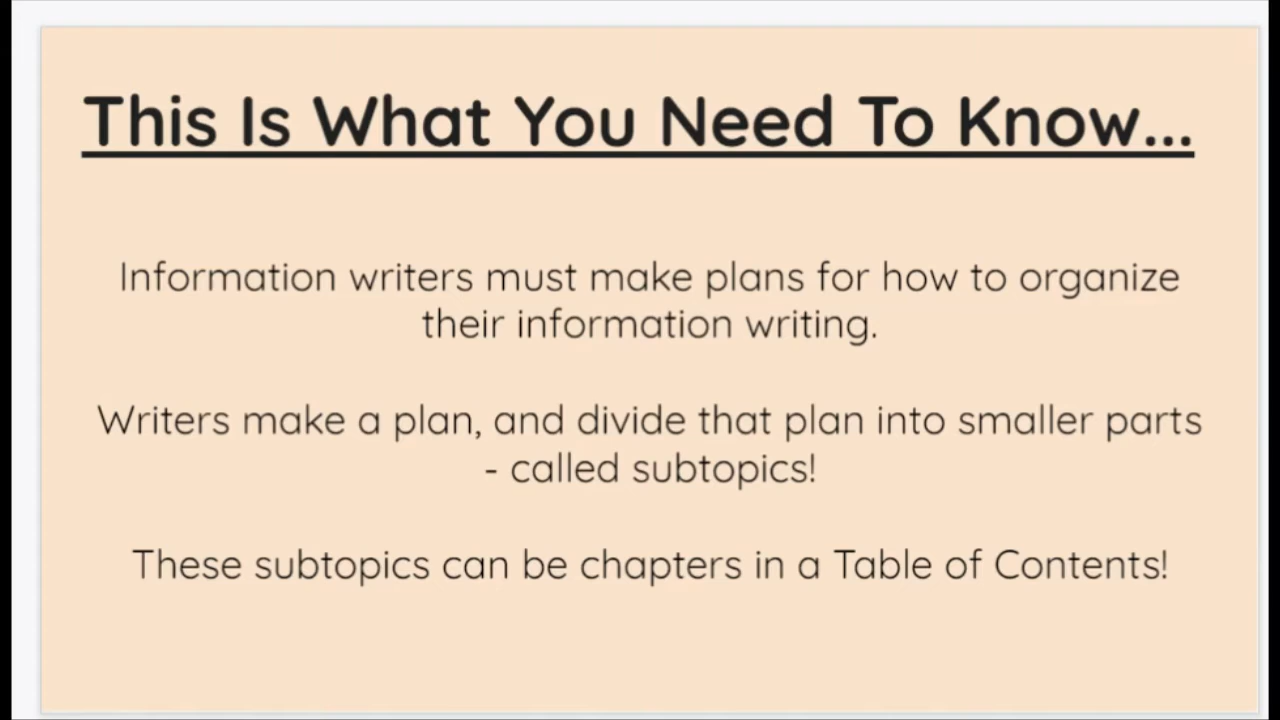 This Is What You Need To Know...
Information writers must make plans for how to organize
their information writing.
Writers make a plan, and divide that plan into smaller parts
- called subtopics!
These subtopics can be chapters in a Table of Contents!